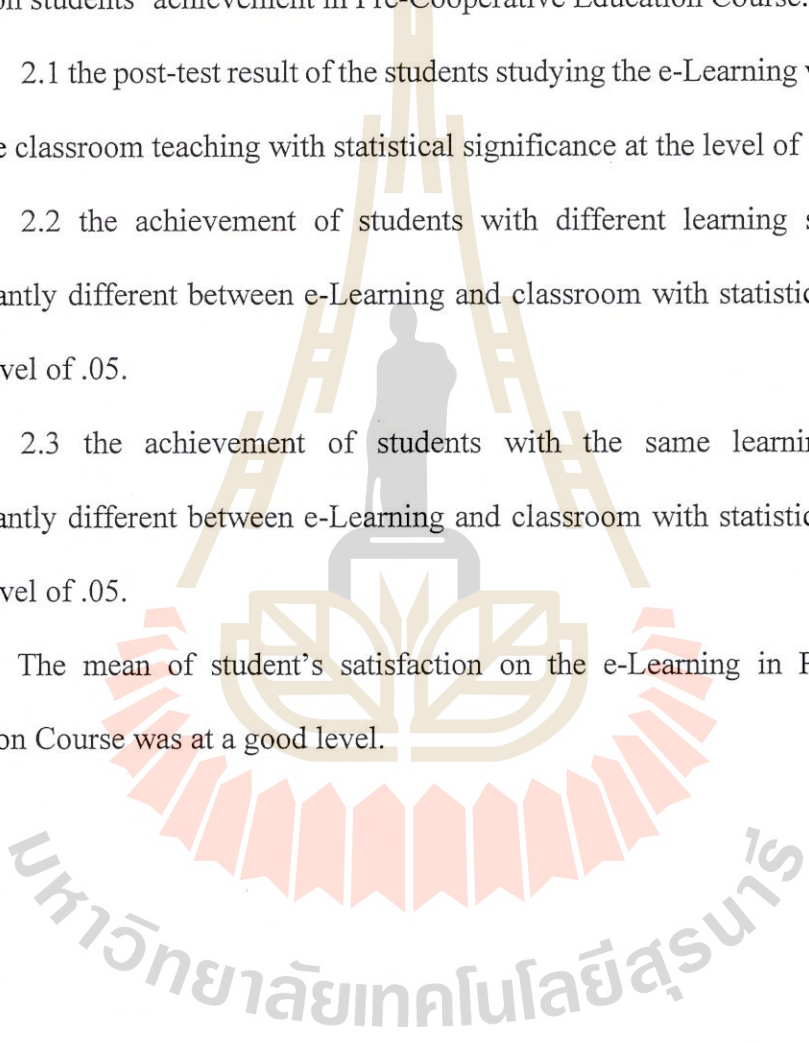 on students' achievement in Pre-Cooperative Education Course.
2.1 the post-test result of the students studying the e-Learning
e classroom teaching with statistical significance at the level of
2.2 the achievement of students with different learning s
antly different between e-Learning and classroom with statistic
vel of .05.
2.3 the achievement of students with the same learnin
antly different between e-Learning and classroom with statistic
vel of .05.
The mean of student's satisfaction on the e-Learning in
on Course was at a good level.
มหาวิทยาลัยเทคโนโลยีสุรนารี